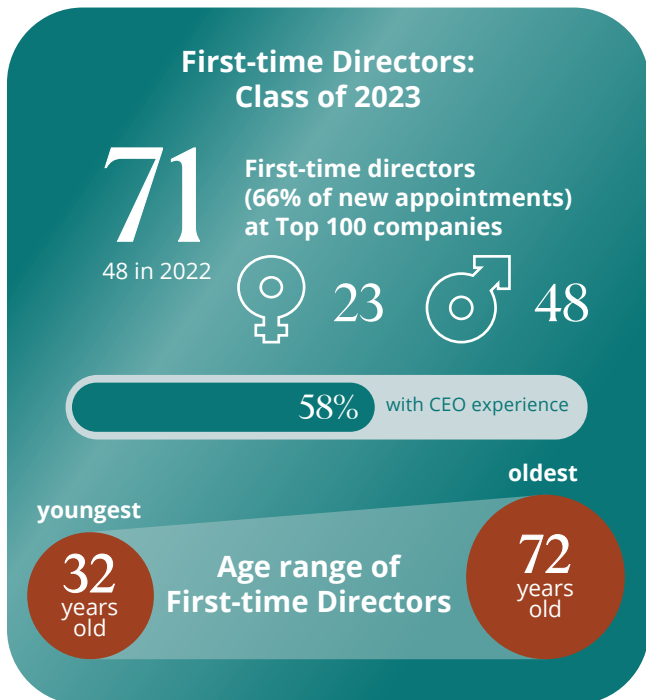 First-time Directors:
Class of 2023
71
48 in 2022
First-time directors
(66% of new appointments)
at Top 100 companies
23
48
58%
with CEO experience
youngest
32
years
old
Age range of
First-time Directors
oldest
72
years
old